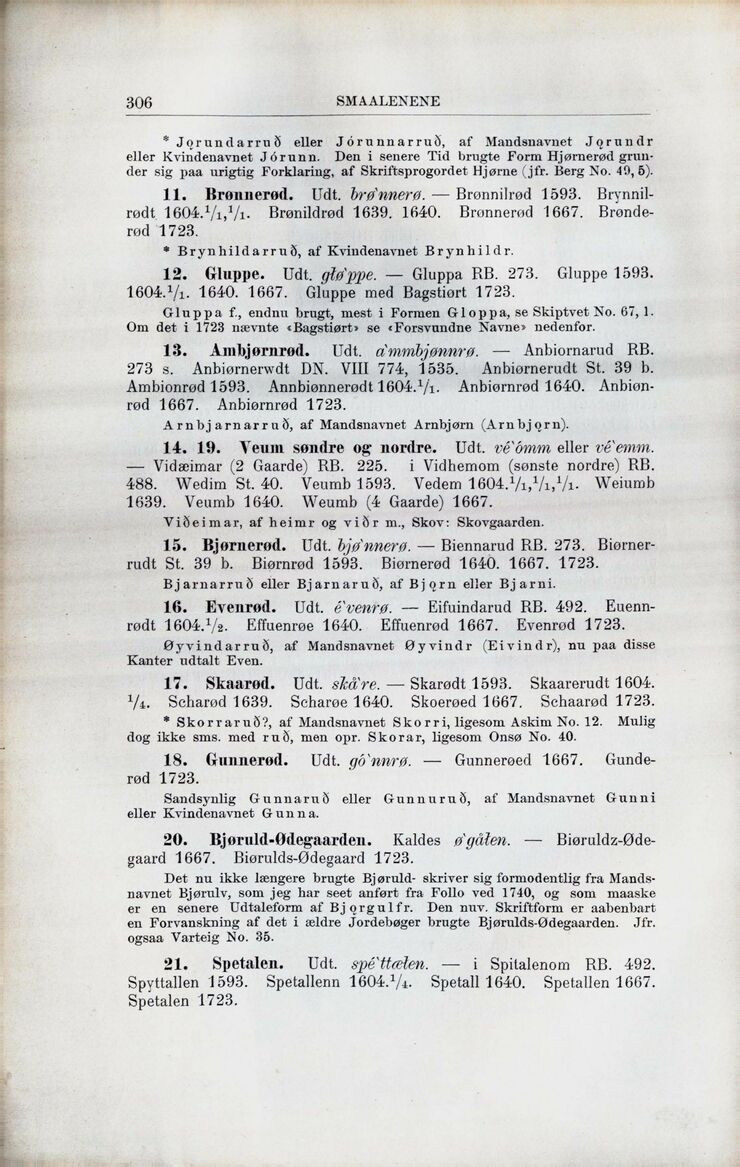 306
SMAALENENE
* Jǫrundarruð eller Jórunnarruð, af Mandsnavnet Jǫrundr
eller Kvindenavnet Jórunn. Den i senere Tid brugte Form Hjørnerød grun-
der sig paa urigtig Forklaring, af Skriftsprogordet Hjørne (jfr. Berg No. 49, 5).
11. Brønnerød. Udt. brø`nnerø. — Brønnilrød 1593. Brynnil-
rødt 1604.¹/₁,¹/₁. Brønildrød 1639. 1640. Brønnerød 1667. Brønde-
rød 1723.
* Brynhildarruð, af Kvindenavnet Brynhildr.
12. Gluppe. Udt. glø`ppe. — Gluppa RB. 273. Gluppe 1593.
1604.¹/₁. 1640. 1667. Gluppe med Bagstiørt 1723.
Gluppa f., endnu brugt, mest i Formen Gloppa, se Skiptvet No. 67, 1.
Om det i 1723 nævnte «Bagstiørt» se «Forsvundne Navne» nedenfor.
13. Ambjørnrød. Udt. a`mmbjønnrø. — Anbiornarud RB.
273 s. Anbiørnerwdt DN. VIII 774, 1535. Anbiørnerudt St. 39 b.
Ambionrød 1593. Annbiønnerødt 1604.¹/₁. Anbiørnrød 1640. Anbiøn-
rød 1667. Anbiørnrød 1723.
Arnbjarnarruð, af Mandsnavnet Arnbjørn (Arnbjǫrn).
14. 19. Veum søndre og nordre. Udt. vé`ómm eller vé`emm.
— Vidæimar (2 Gaarde) RB. 225. i Vidhemom (sønste nordre) RB.
488. Wedim St. 40. Veumb 1593. Vedem 1604.¹/₁,¹/₁,¹/₁. Weiumb
1639. Veumb 1640. Weumb (4 Gaarde) 1667.
Viðeimar, af heimr og viðr m., Skov: Skovgaarden.
15. Bjørnerød. Udt. bjø`nnerø. — Biennarud RB. 273. Biørner-
rudt St. 39 b. Biørnrød 1593. Biørnerød 1640. 1667. 1723.
Bjarnarruð eller Bjarnaruð, af Bjǫrn eller Bjarni.
16. Evenrød. Udt. é`venrø. — Eifuindarud RB. 492. Euenn-
rødt 1604.¹/₂. Effuenrøe 1640. Effuenrød 1667. Evenrød 1723.
Øyvindarruð, af Mandsnavnet Øyvindr (Eivindr), nu paa disse
Kanter udtalt Even.
17. Skaarød. Udt. skå`re. — Skarødt 1593. Skaarerudt 1604.
¹/₄. Scharød 1639. Scharøe 1640. Skoerøed 1667. Schaarød 1723.
* Skorraruð?, af Mandsnavnet Skorri, ligesom Askim No. 12. Mulig
dog ikke sms. med ruð, men opr. Skorar, ligesom Onsø No. 40.
18. Gunnerød. Udt. gó`nnrø. — Gunnerøed 1667. Gunde-
rød 1723.
Sandsynlig Gunnaruð eller Gunnuruð, af Mandsnavnet Gunni
eller Kvindenavnet Gunna.
20. Bjøruld-Ødegaarden. Kaldes ø`gåłen. — Biøruldz-Øde-
gaard 1667. Biørulds-Ødegaard 1723.
Det nu ikke længere brugte Bjøruld- skriver sig formodentlig fra Mands-
navnet Bjørulv, som jeg har seet anført fra Follo ved 1740, og som maaske
er en senere Udtaleform af Bjǫrgulfr. Den nuv. Skriftform er aabenbart
en Forvanskning af det i ældre Jordebøger brugte Bjørulds-Ødegaarden. Jfr.
ogsaa Varteig No. 35.
21. Spetalen. Udt. spé`ttæłen. — i Spitalenom RB. 492.
Spyttallen 1593. Spetallenn 1604.¹/₄. Spetall 1640. Spetallen 1667.
Spetalen 1723.